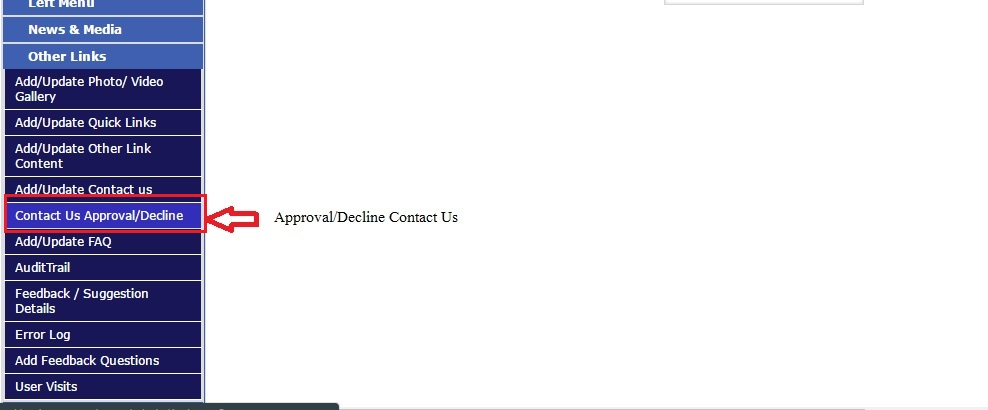 Left Menu
News & Media
Other Links
Add/Update Photo/ Video
Gallery
Add/Update Quick Links
Add/Update Other Link
Content
Add/Update Contact us
Contact Us Approval/Decline
Approval/Decline Contact Us
Add/Update FAQ
AuditTrail
Feedback / Suggestion
Details
Error Log
Add Feedback Questions
User Visits